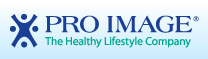 PRO IMAGE®
The Healthy Lifestyle Company